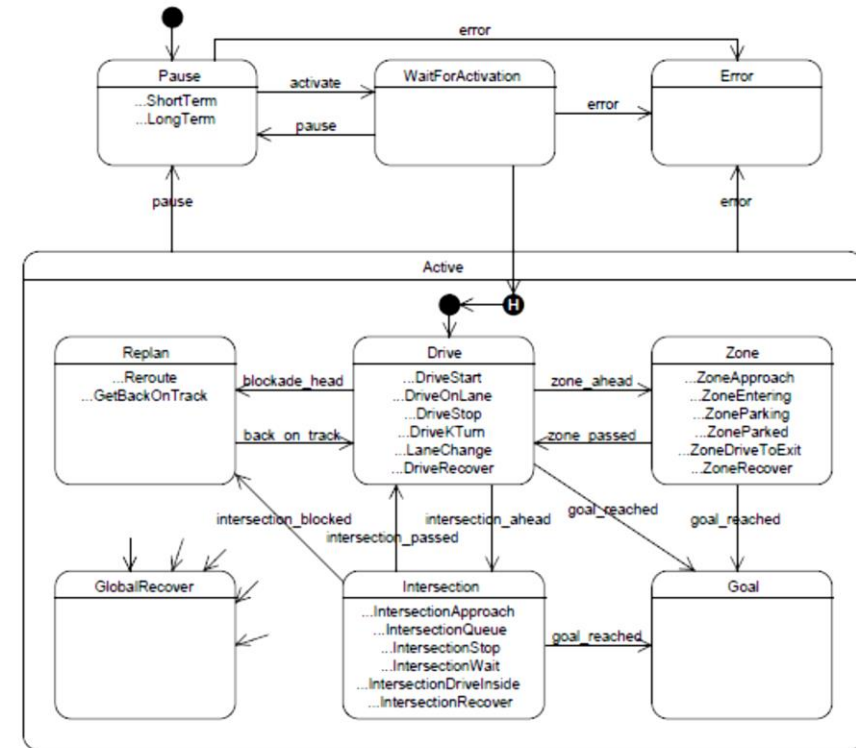 error
Pause
WaitForActivation
Error
...ShortTerm
...LongTerm
activate
pause
error
pause
error
Active
H
Replan
...Reroute
...GetBackOnTrack
blockade_head
back_on_track
Drive
...DriveStart
...DriveOnLane
...DriveStop
...DriveKTurn
...LaneChange
...DriveRecover
zone_ahead
zone_passed
Zone
...ZoneApproach
...ZoneEntering
...ZoneParking
...ZoneParked
...ZoneDriveToExit
...ZoneRecover
intersection_blocked
intersection_passed
intersection_ahead
goal_reached
goal_reached
GlobalRecover
Intersection
...IntersectionApproach
...IntersectionQueue
...IntersectionStop
...IntersectionWait
...IntersectionDriveInside
...IntersectionRecover
goal_reached
Goal